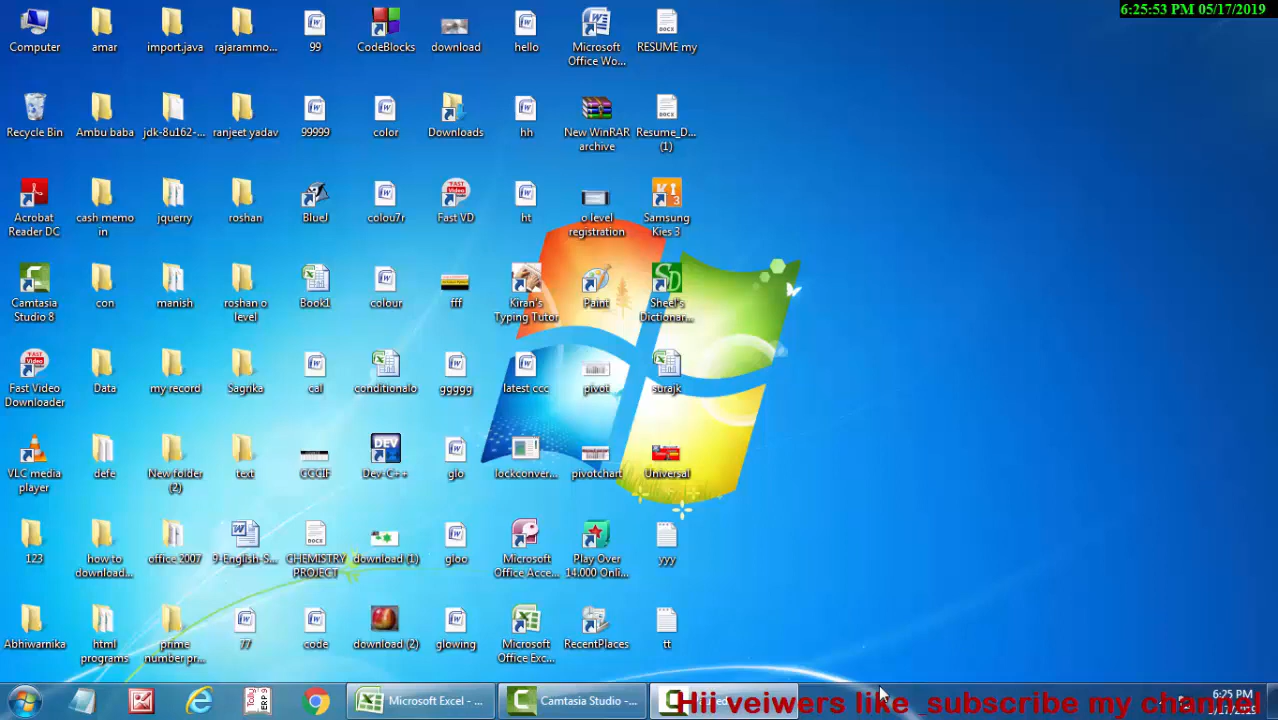 6:25:53 PM 05/17/2019
Computer
amar
import.java
rajarammo...
99
CodeBlocks
download
hello
Microsoft
Office Wo...
RESUME my
Recycle Bin
Ambu baba
jdk-8u162-...
ranjeet yadav
99999
color
Downloads
hh
New WinRAR
archive
Resume_D...
(1)
Acrobat
Reader DC
cash memo
in
jquerry
roshan
BlueJ
colou7r
Fast VD
ht
o level
registration
Samsung
Kies 3
Camtasia
Studio 8
con
manish
roshan o
level
Book1
colour
fff
Kiran's
Typing Tutor
Paint
Sheel's
Dictionar...
Fast Video
Downloader
Data
my record
Sagrika
cal
conditionalo
ggggg
latest ccc
pivot
surajk
VLC media
player
defe
New folder
(2)
text
CCCIF
Dev-C++
glo
lockconver...
pivotchart
Universal
123
how to
download...
office 2007
9-English-S...
CHEMISTRY
PROJECT
download (1)
gloo
Microsoft
Office Acce...
Play Over
14,000 Onli...
yyy
Abhiwarnika
html
programs
prime
number pr...
77
code
download (2)
glowing
Microsoft
Office Exc...
RecentPlaces
tt
Microsoft Excel - ...
Camtasia Studio -...
Hii veiwers like subscribe my channel
6:25 PM